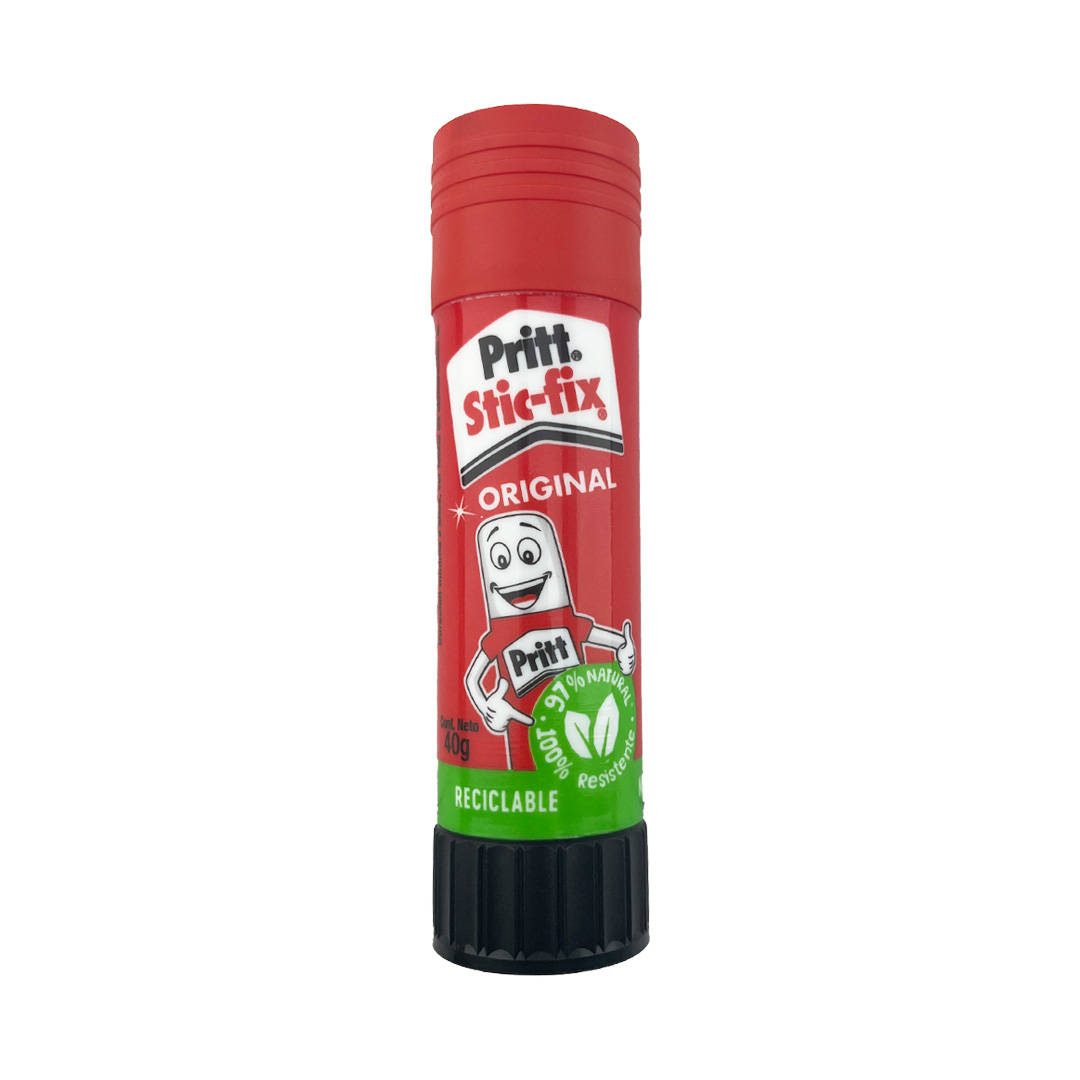 Pritt®
Stic-fix®
ORIGINAL
Pritt
97% NATURAL
100% Resistente
Cont. Neto
40g
RECICLABLE